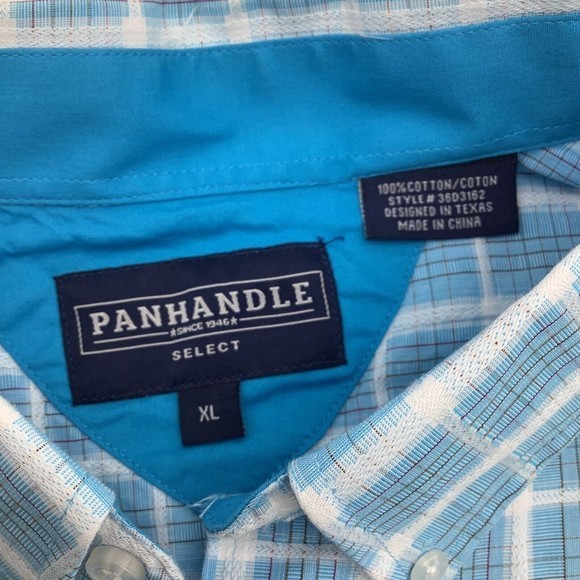 100%COTTON/COTON
STYLE# 36D3162
DESIGNED IN TEXAS
MADE IN CHINA
PANHANDLE
★SINCE 1946★
SELECT
XL